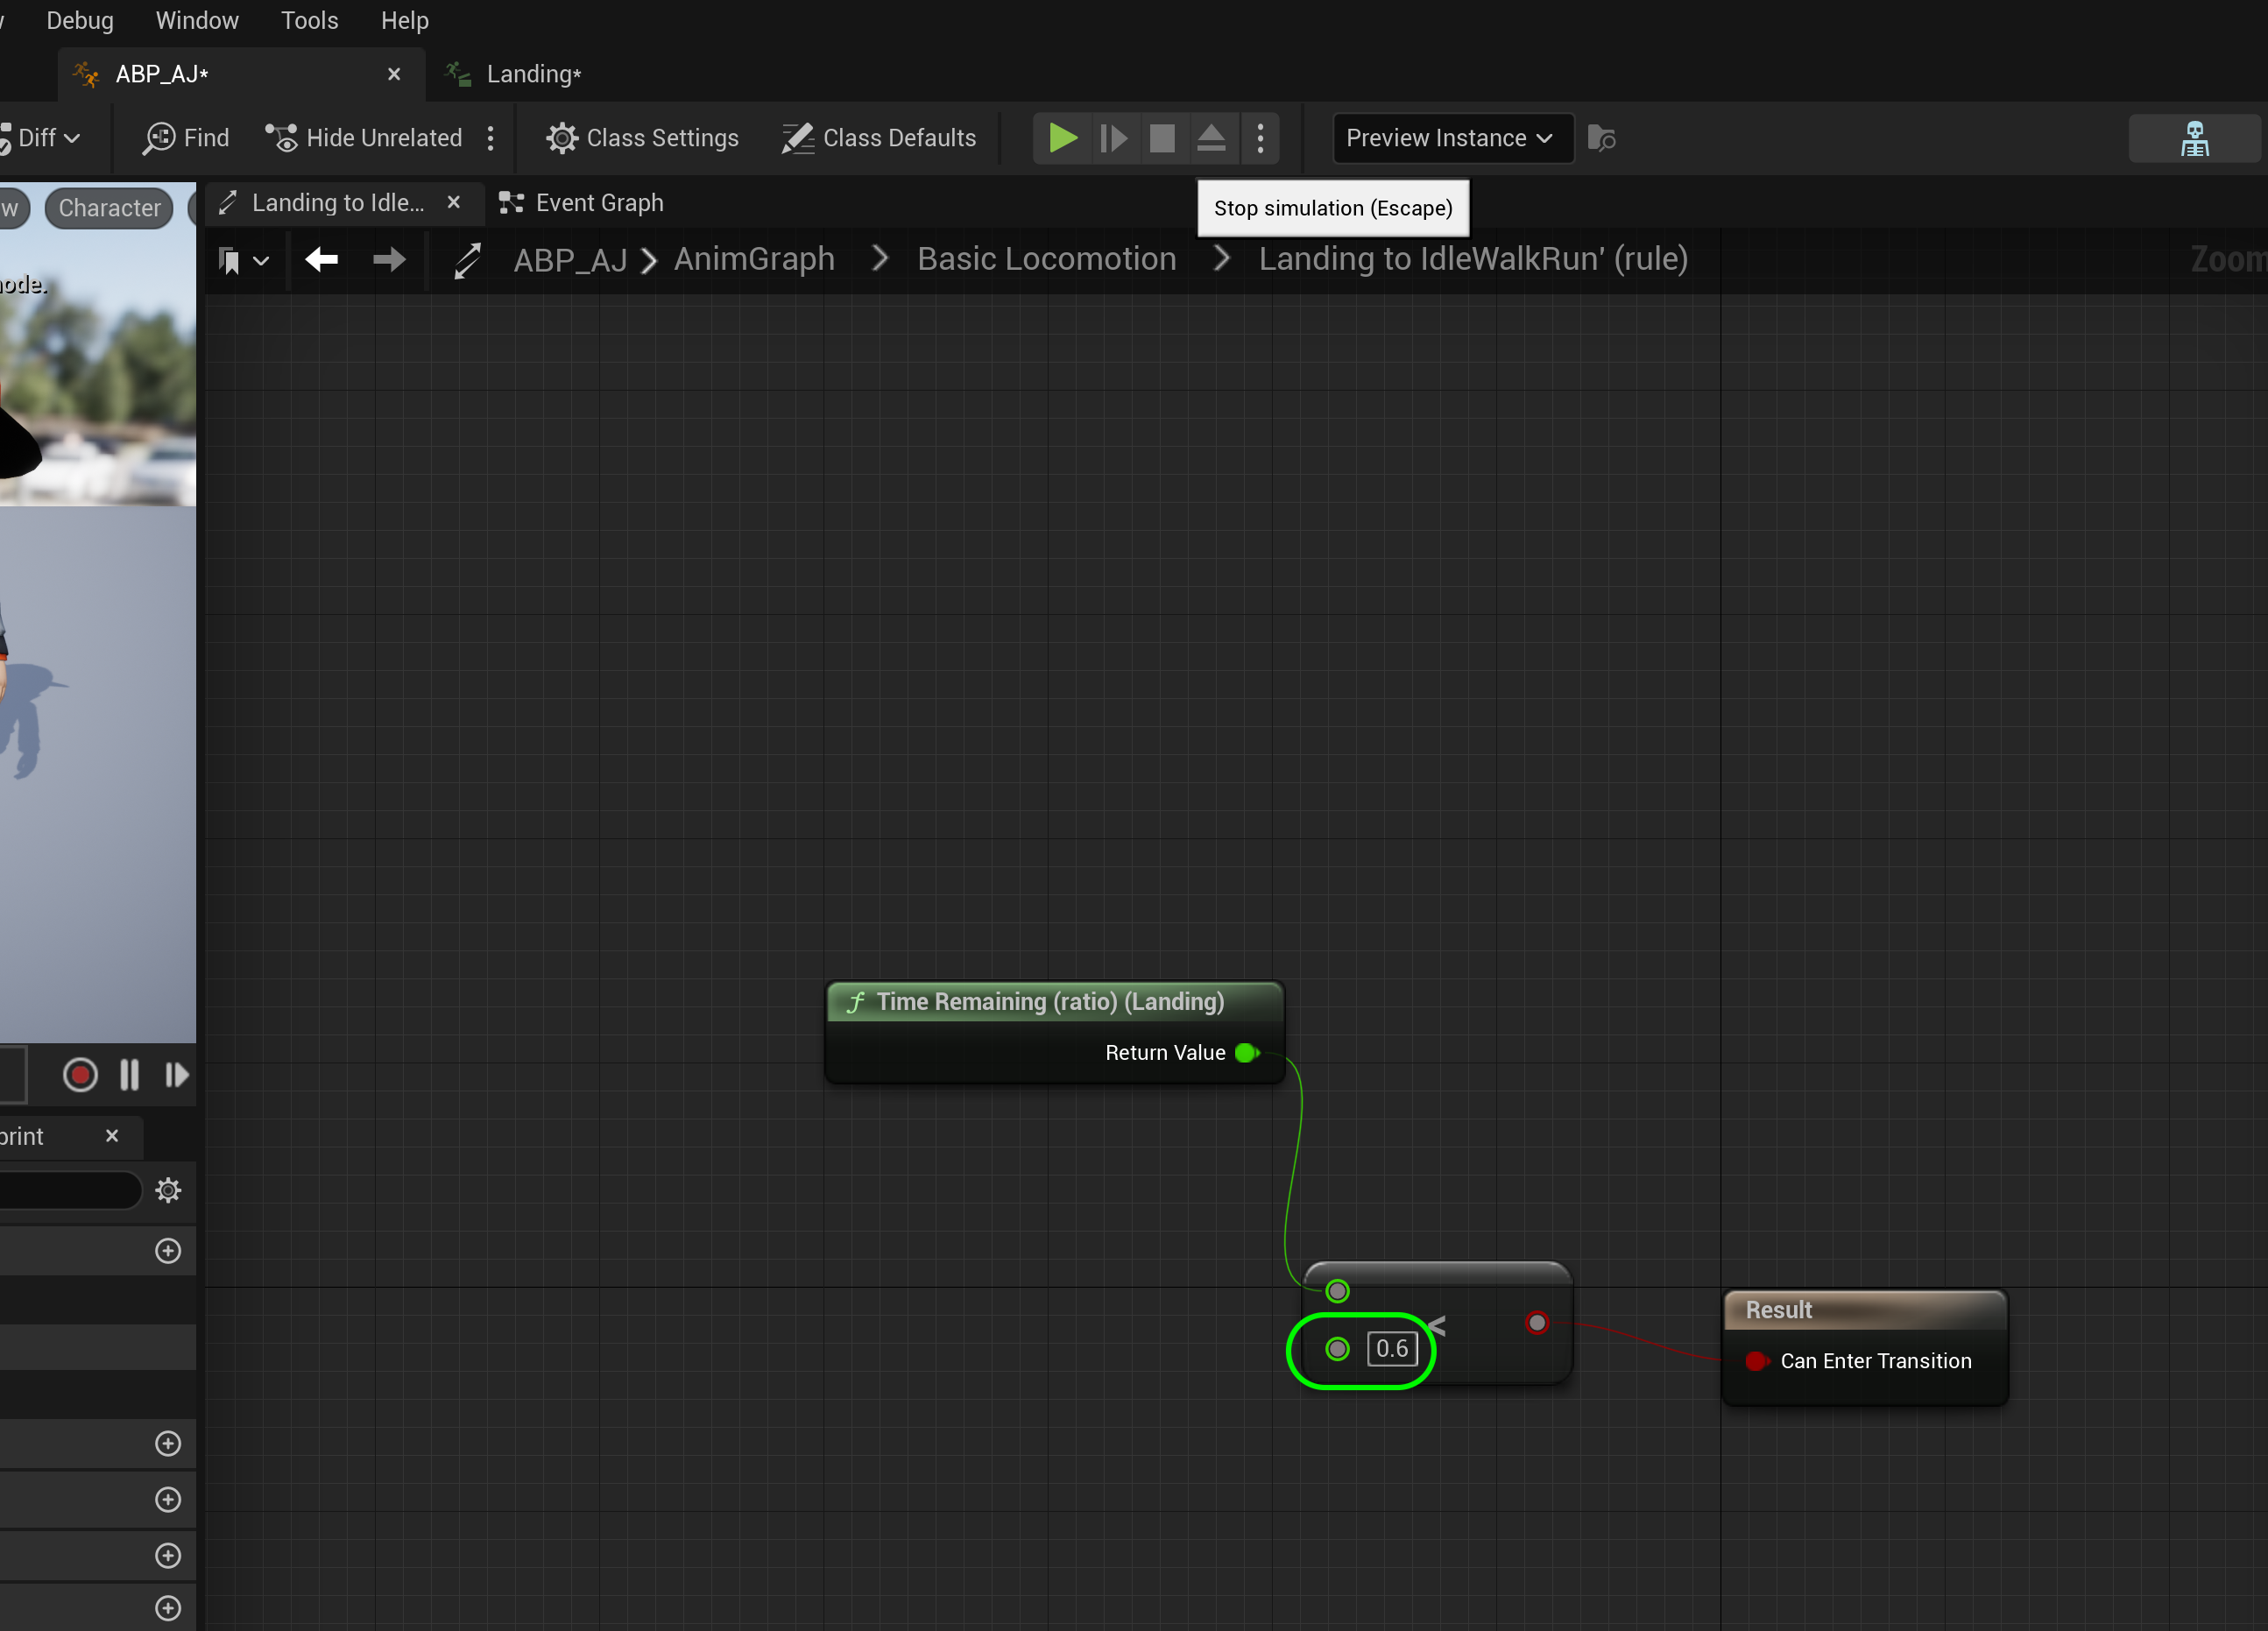 Debug Window Tools Help
ABP_AJ* Landing*
Diff Find Hide Unrelated Class Settings Class Defaults Preview Instance
w Character Landing to Idle... Event Graph
Stop simulation (Escape)
ABP_AJ > AnimGraph > Basic Locomotion > Landing to IdleWalkRun' (rule) Zoom
ode.
f Time Remaining (ratio) (Landing)
Return Value
print
0.6 <
Result
Can Enter Transition